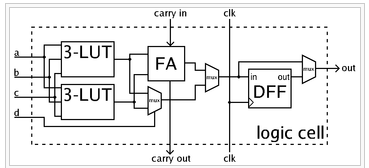 carry in clk
a
b
c
d
3-LUT
3-LUT
FA
mux
mux
in out
DFF
mux
out
logic cell
carry out clk